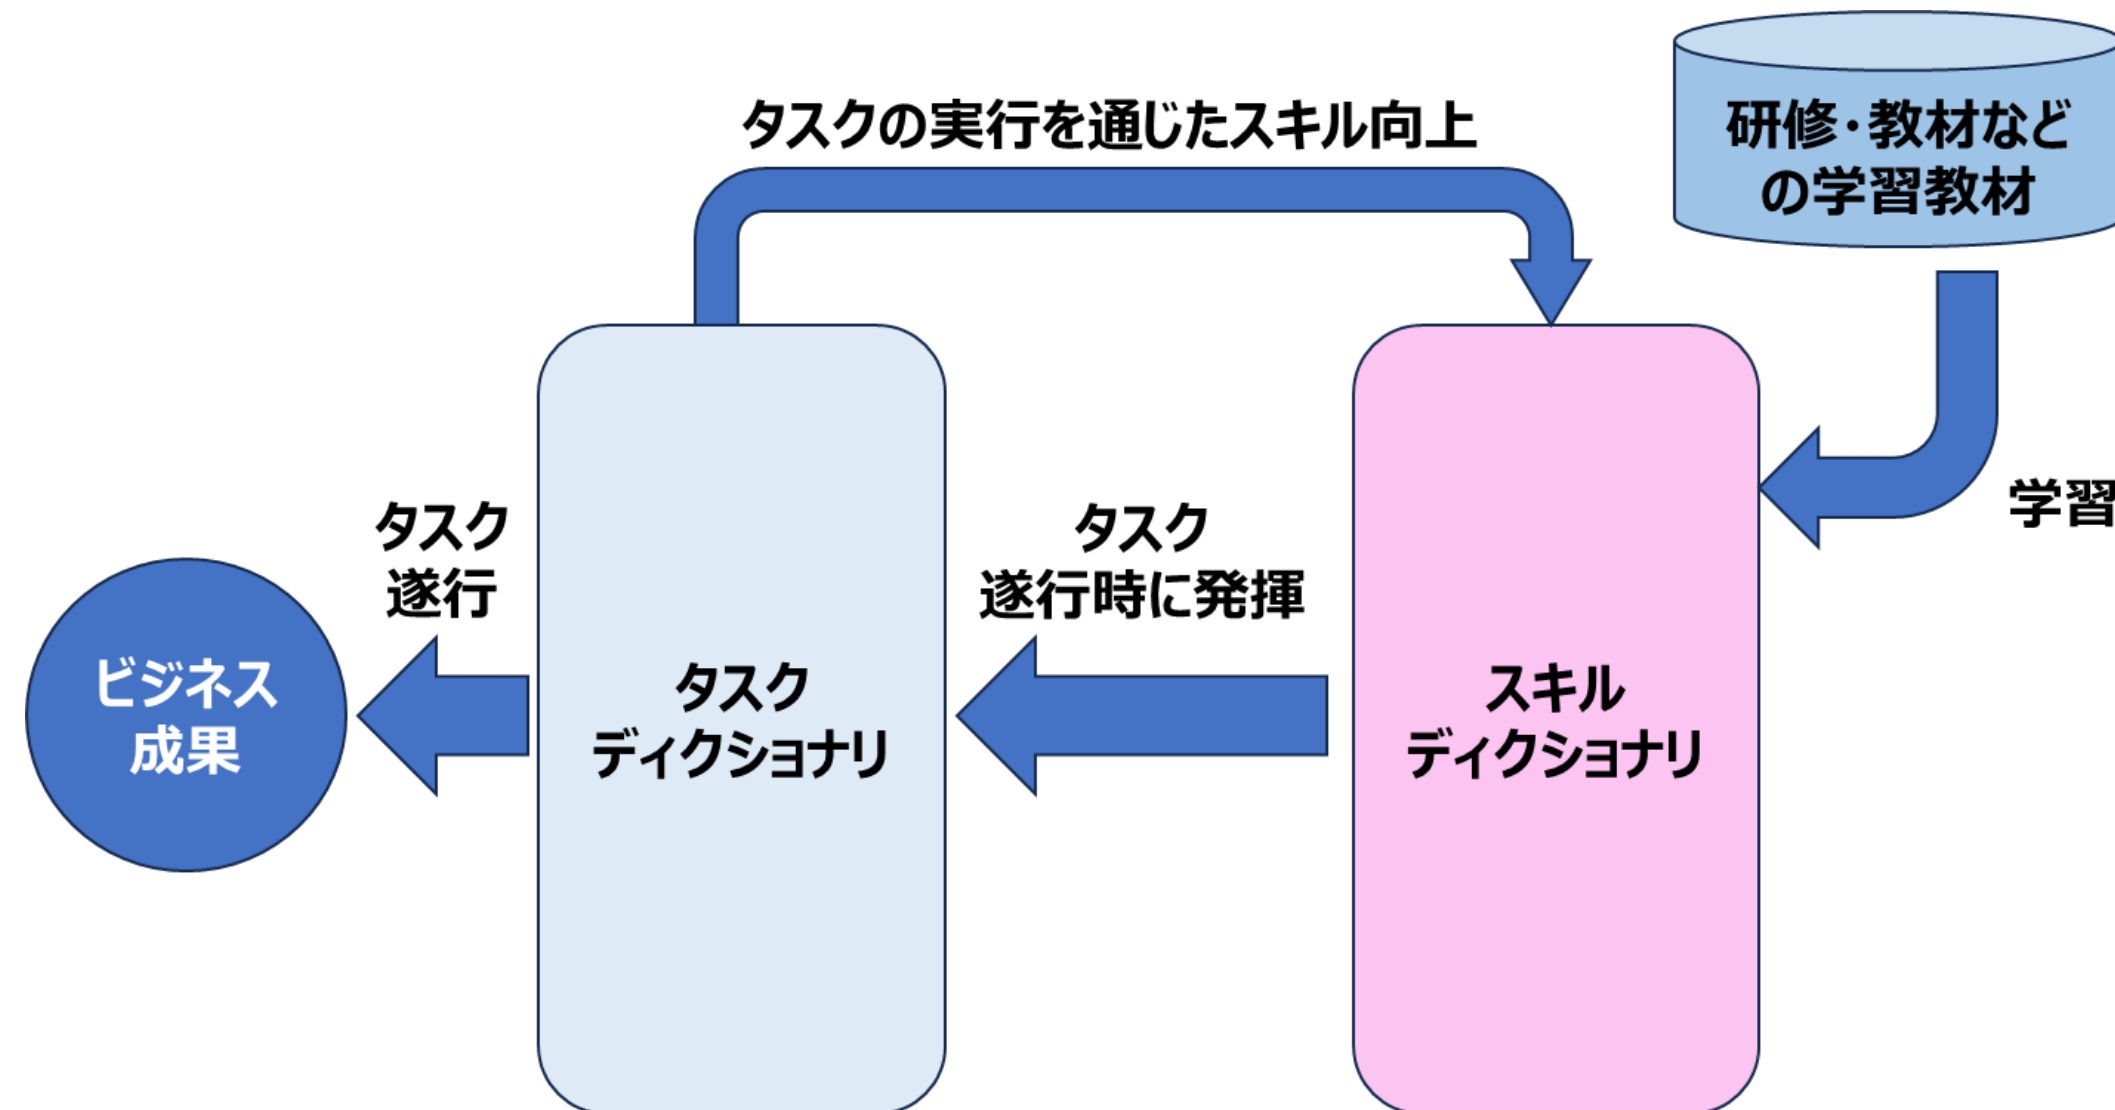 タスクの実行を通じたスキル向上
研修・教材など
の学習教材
学習
タスク
遂行
タスク
遂行時に発揮
ビジネス
成果
タスク
ディクショナリ
スキル
ディクショナリ